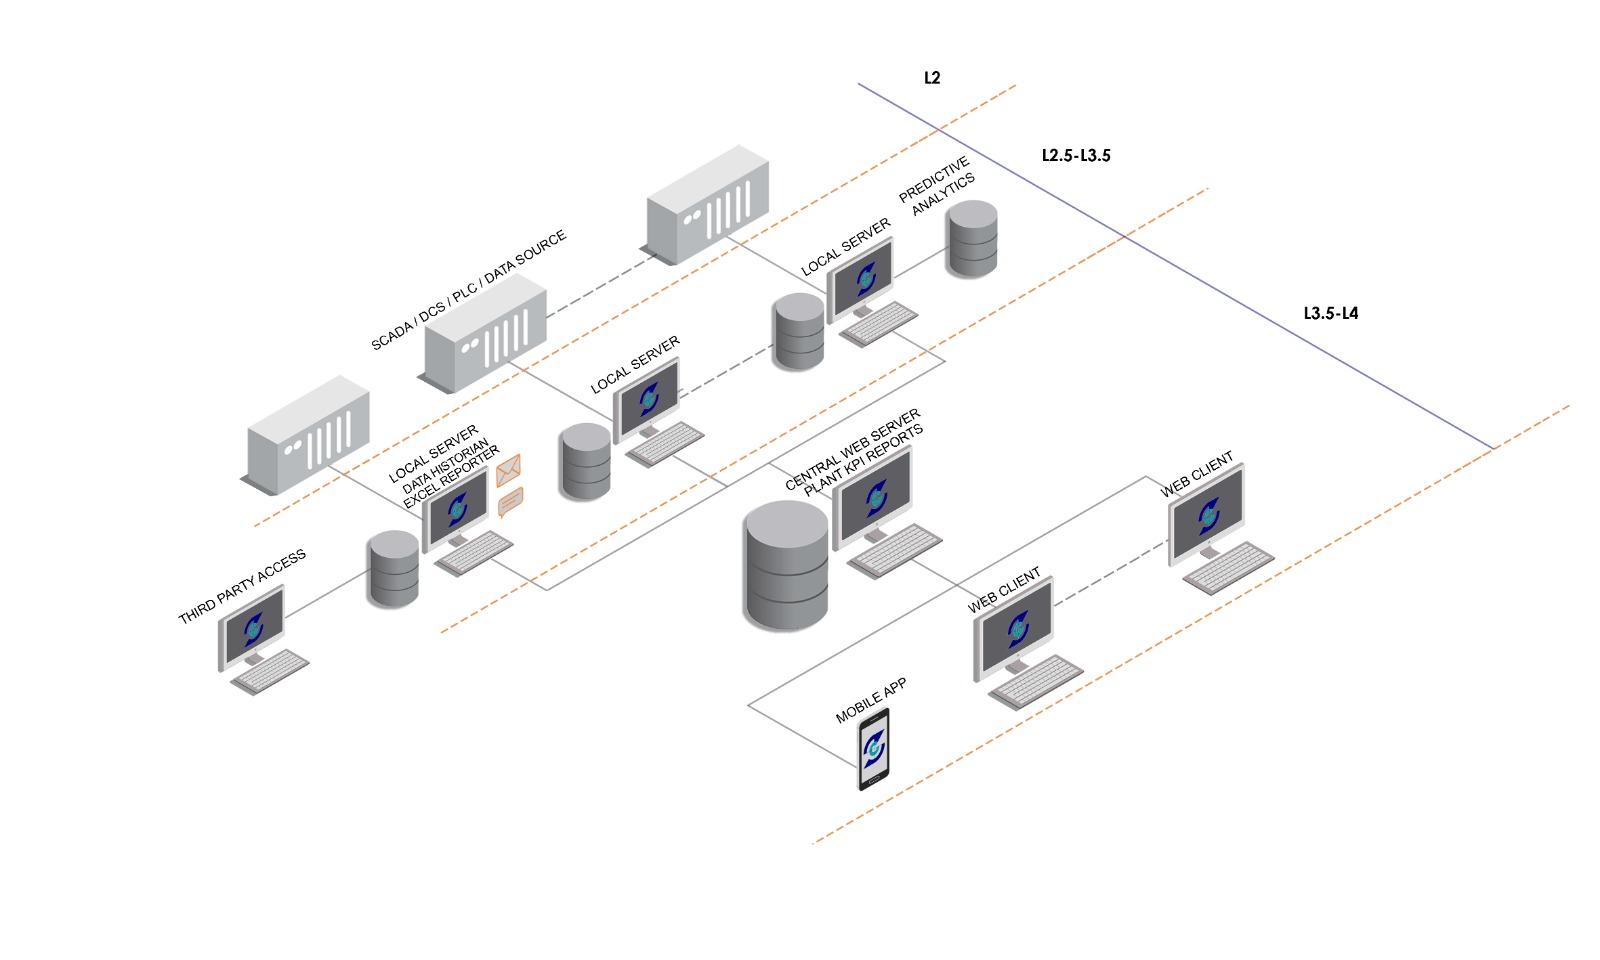 L2
L2.5-L3.5
PREDICTIVE
ANALYTICS
LOCAL SERVER
SCADA / DCS / PLC / DATA SOURCE
L3.5-L4
LOCAL SERVER
LOCAL SERVER
DATA HISTORIAN
EXCEL REPORTER
CENTRAL WEB SERVER
PLANT KPI REPORTS
WEB CLIENT
THIRD PARTY ACCESS
WEB CLIENT
MOBILE APP